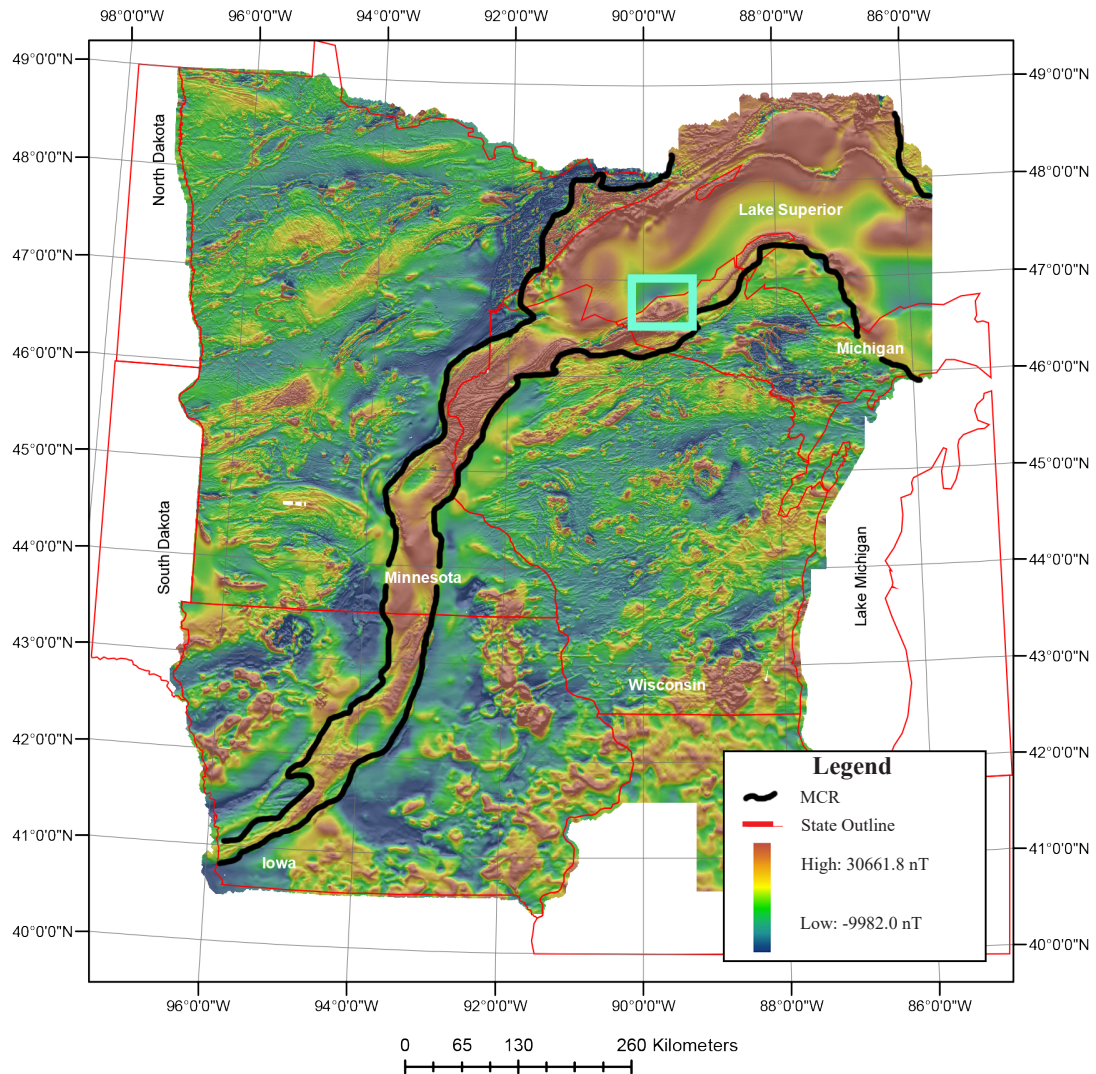 98°0'0"W
96°0'0"W
94°0'0"W
92°0'0"W
90°0'0"W
88°0'0"W
86°0'0"W
49°0'0"N
49°0'0"N
48°0'0"N
48°0'0"N
47°0'0"N
47°0'0"N
46°0'0"N
46°0'0"N
45°0'0"N
45°0'0"N
44°0'0"N
44°0'0"N
43°0'0"N
43°0'0"N
42°0'0"N
42°0'0"N
41°0'0"N
41°0'0"N
40°0'0"N
40°0'0"N
North Dakota
Lake Superior
Michigan
South Dakota
Minnesota
Lake Michigan
Wisconsin
Iowa
Legend
MCR
State Outline
High: 30661.8 nT
Low: -9982.0 nT
96°0'0"W
94°0'0"W
92°0'0"W
90°0'0"W
88°0'0"W
86°0'0"W
0 65 130 260 Kilometers